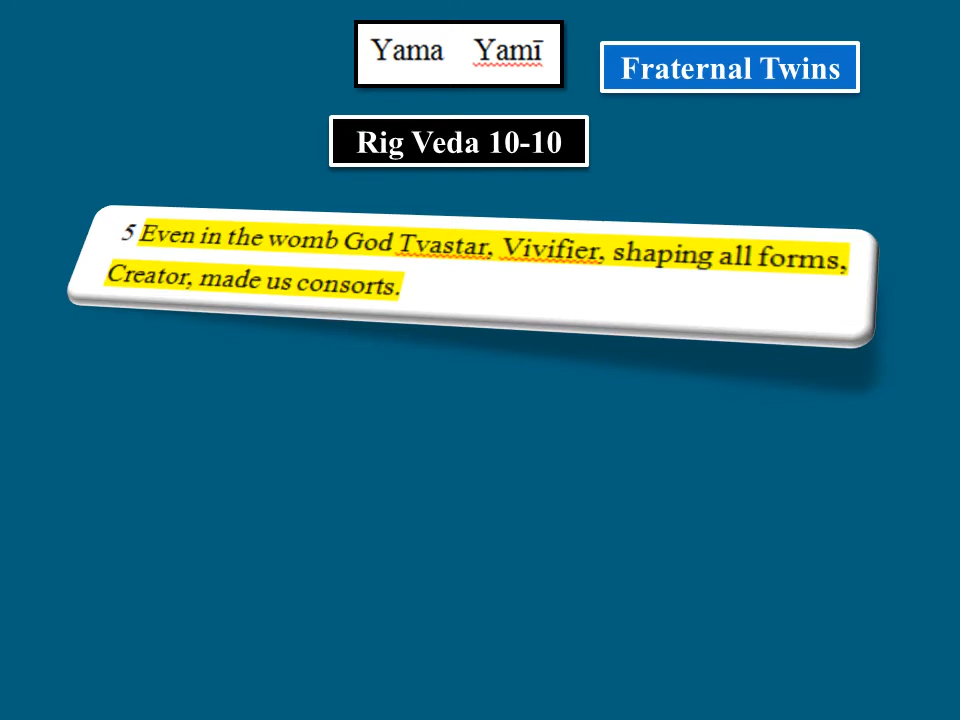 Yama Yamī
Fraternal Twins
Rig Veda 10-10
5 Even in the womb God Tvastar, Vivifier, shaping all forms,
Creator, made us consorts.